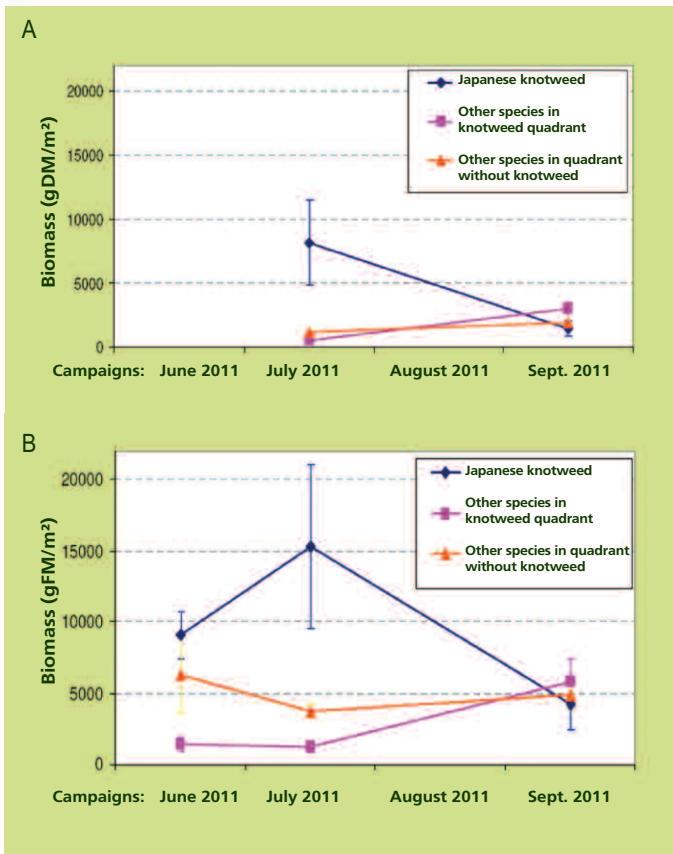 A
Biomass (gDM/m²)
20000
15000
10000
5000
0
Japanese knotweed
Other species in
knotweed quadrant
Other species in quadrant
without knotweed
Campaigns: June 2011 July 2011 August 2011 Sept. 2011
B
Biomass (gFM/m²)
20000
15000
10000
5000
0
Japanese knotweed
Other species in
knotweed quadrant
Other species in quadrant
without knotweed
Campaigns: June 2011 July 2011 August 2011 Sept. 2011